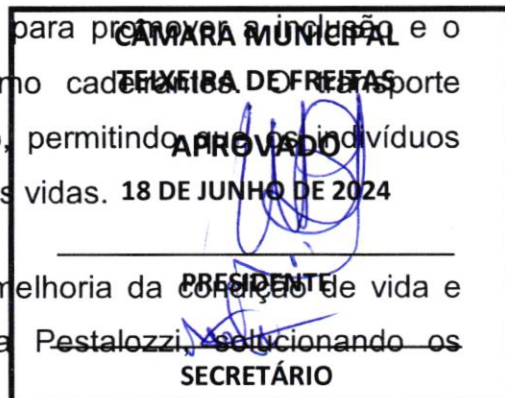 para promover a inclusão e o
CÂMARA MUNICIPAL
mo cadeirantes. O transporte
TEIXEIRA DE FREITAS
o, permitindo que os indivíduos
APROVADO
s vidas.
18 DE JUNHO DE 2024
PRESIDENTE
melhoria da condição de vida e
a Pestalozzi, solucionando os
SECRETÁRIO